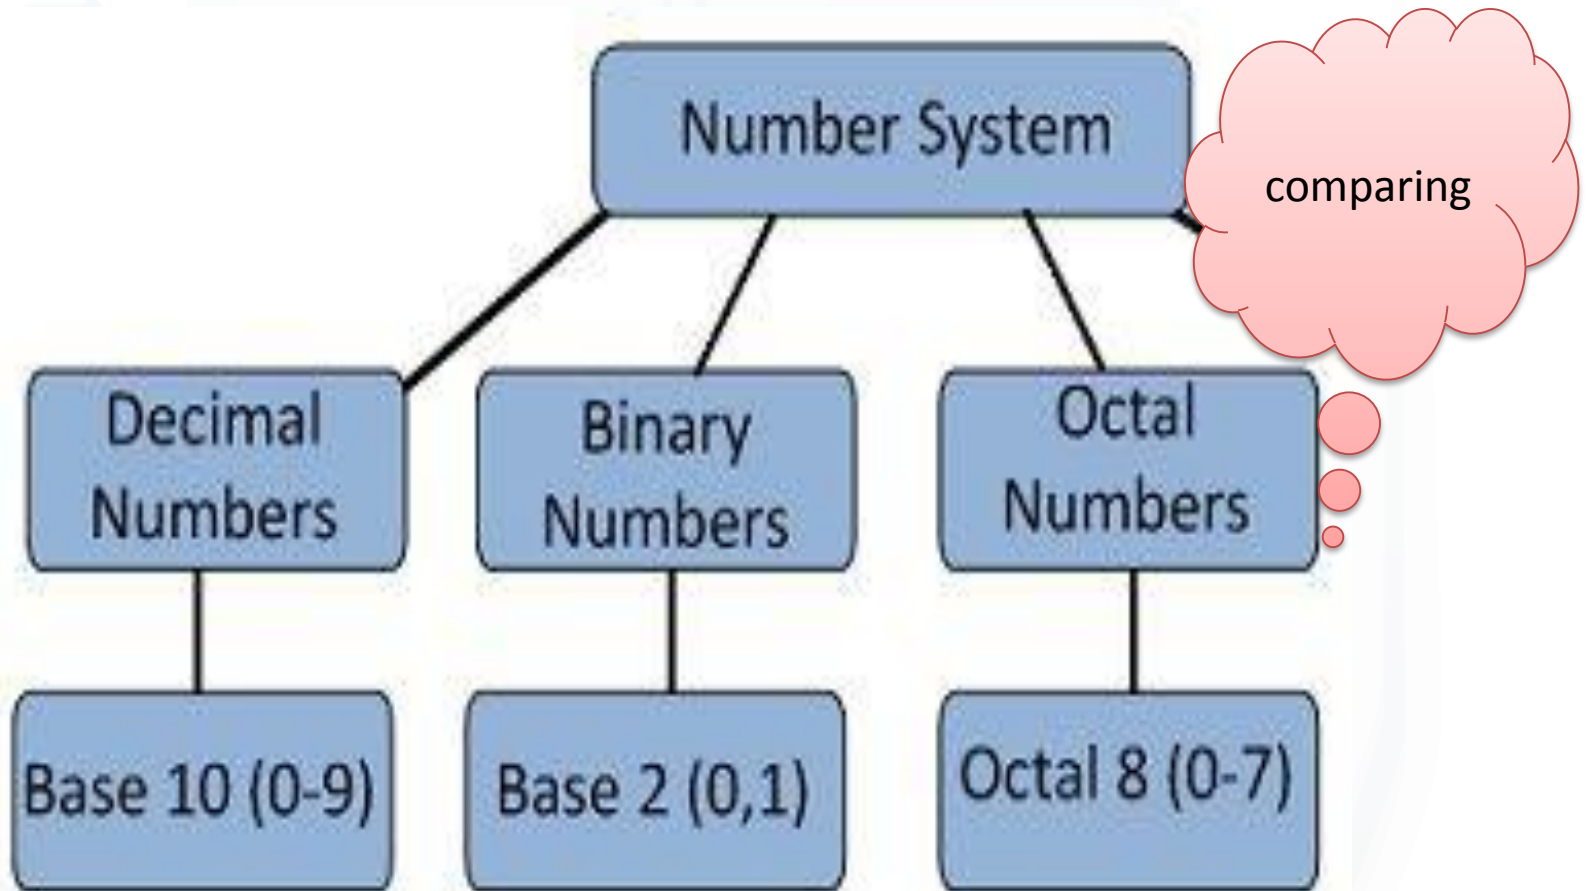 Number System
comparing
Decimal
Numbers
Binary
Numbers
Octal
Numbers
Base 10 (0-9)
Base 2 (0,1)
Octal 8 (0-7)